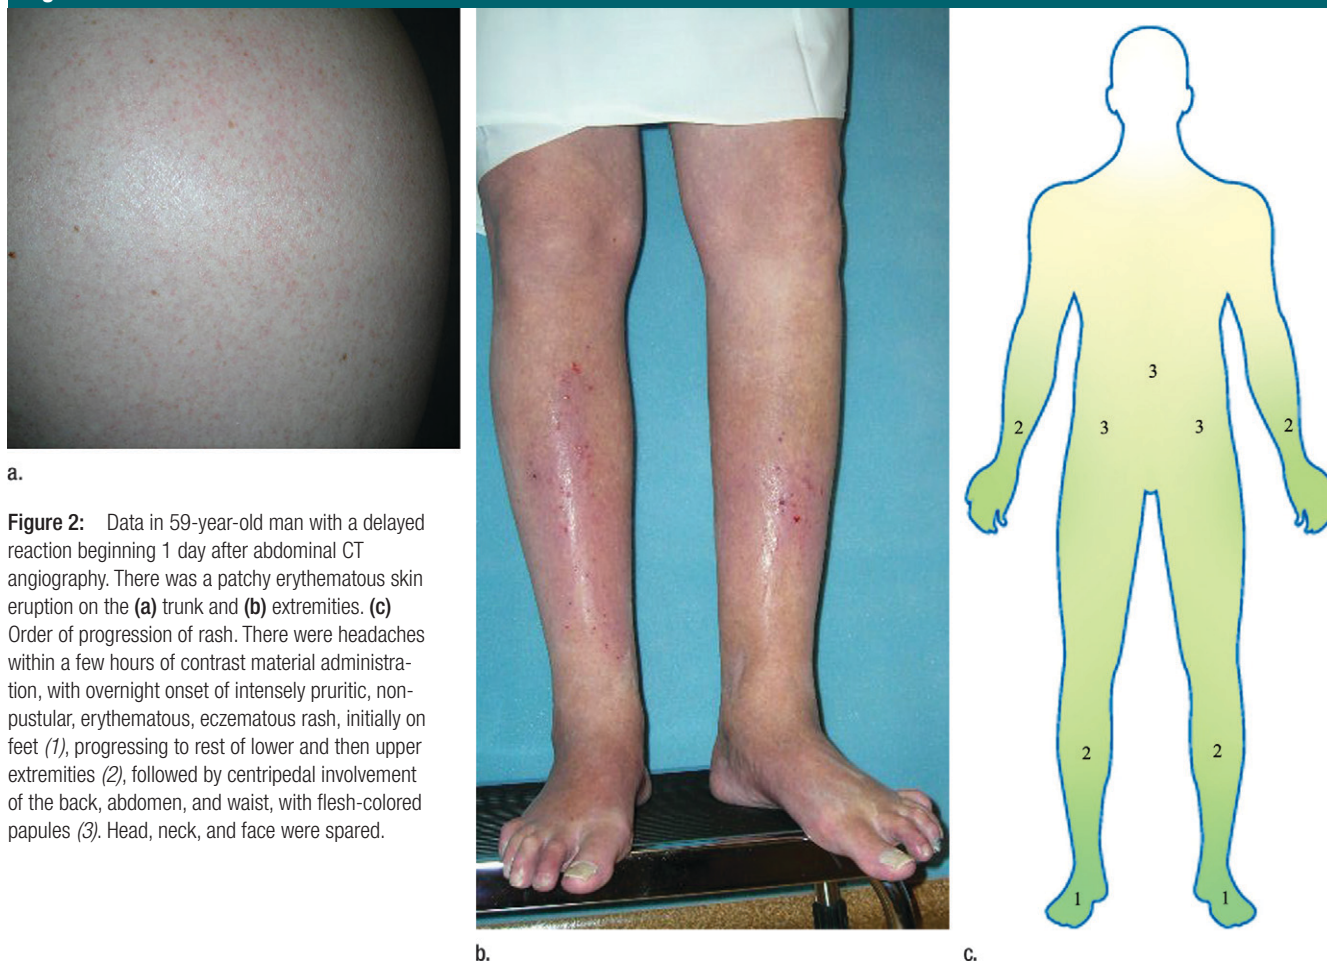 a.
Figure 2: Data in 59-year-old man with a delayed
reaction beginning 1 day after abdominal CT
angiography. There was a patchy erythematous skin
eruption on the (a) trunk and (b) extremities. (c)
Order of progression of rash. There were headaches
within a few hours of contrast material administra-
tion, with overnight onset of intensely pruritic, non-
pustular, erythematous, eczematous rash, initially on
feet (1), progressing to rest of lower and then upper
extremities (2), followed by centripedal involvement
of the back, abdomen, and waist, with flesh-colored
papules (3). Head, neck, and face were spared.
b.
3
2
3
3
2
2
2
1
1
c.